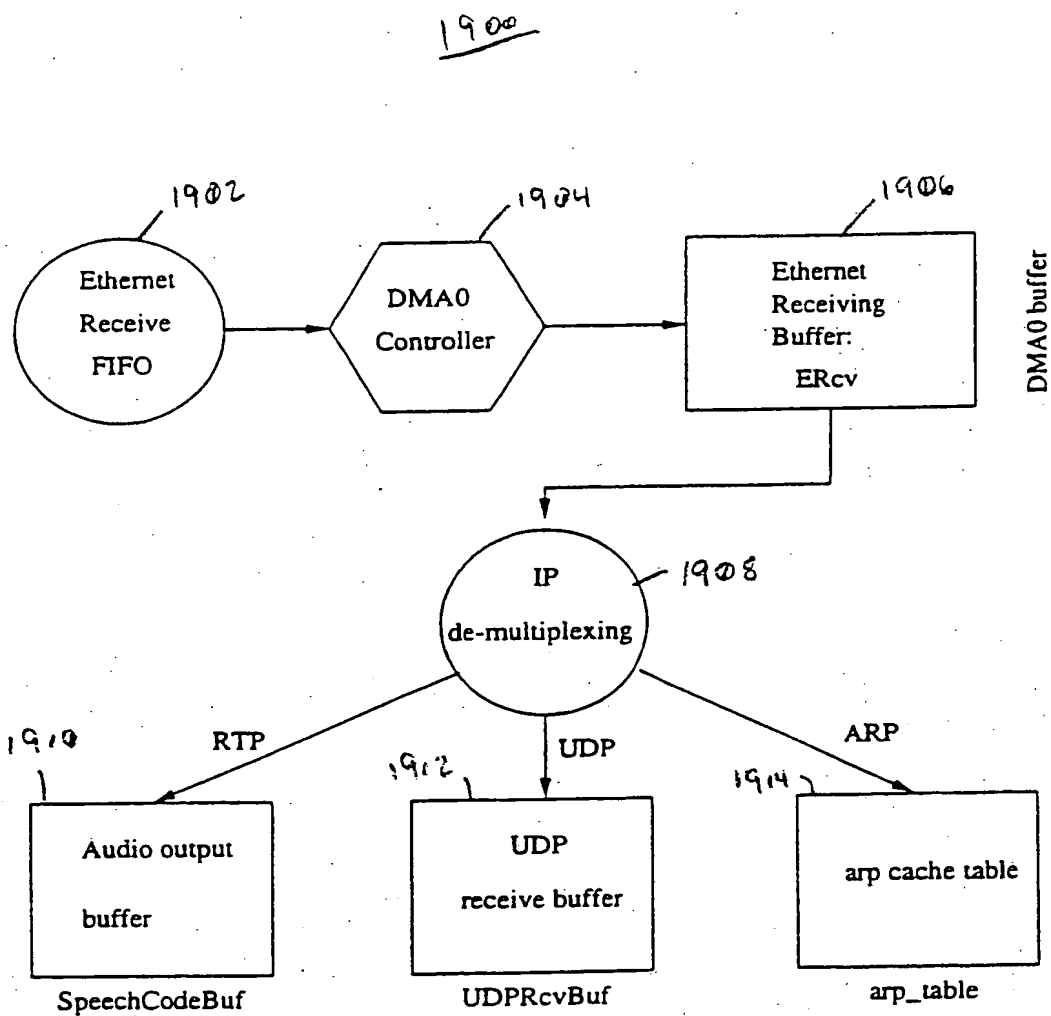 1900
1902
1904
1906
Ethernet
Receive
FIFO
DMA0
Controller
Ethernet
Receiving
Buffer:
ERcv
DMA0 buffer
IP
de-multiplexing
1908
RTP
UDP
ARP
1910
1912
1914
Audio output
buffer
UDP
receive buffer
arp cache table
SpeechCodeBuf
UDPRcvBuf
arp_table